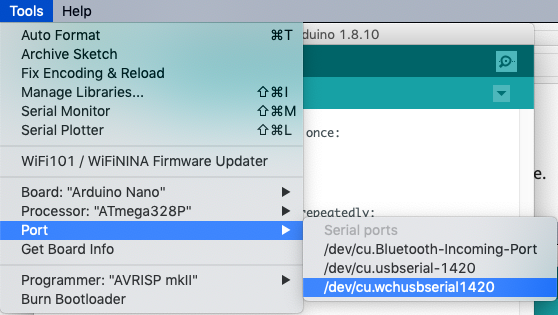 Tools Help
Auto Format ⌘T
duino 1.8.10
Archive Sketch
Fix Encoding & Reload
Manage Libraries... ⇧⌘I
Serial Monitor ⇧⌘M
Serial Plotter ⇧⌘L
once:
WiFi101 / WiFiNINA Firmware Updater
e.
Board: "Arduino Nano"
Processor: "ATmega328P"
repeatedly:
Port
Serial ports
Get Board Info
/dev/cu.Bluetooth-Incoming-Port
/dev/cu.usbserial-1420
Programmer: "AVRISP mkII"
/dev/cu.wchusbserial1420
Burn Bootloader